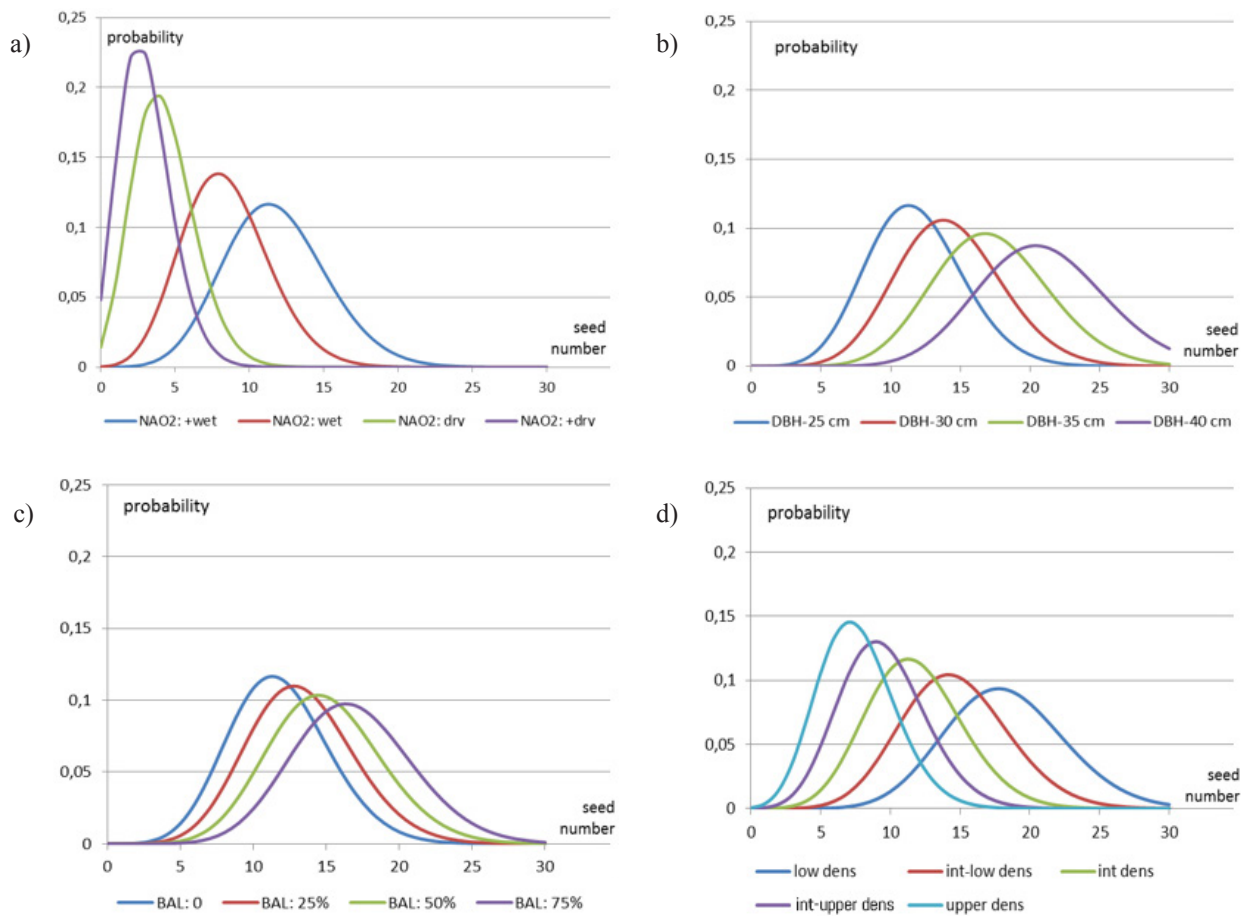 a)
0,25
probability
0,2
0,15
0,1
0,05
0
seed
number
0 5 10 15 20 25 30
NAO2: +wet NAO2: wet NAO2: dry NAO2: +dry
b)
0,25
probability
0,2
0,15
0,1
0,05
0
seed
number
0 5 10 15 20 25 30
DBH-25 cm DBH-30 cm DBH-35 cm DBH-40 cm
c)
0,25
probability
0,2
0,15
0,1
0,05
0
seed
number
0 5 10 15 20 25 30
BAL: 0 BAL: 25% BAL: 50% BAL: 75%
d)
0,25
probability
0,2
0,15
0,1
0,05
0
seed
number
0 5 10 15 20 25 30
low dens int-low dens int dens
int-upper dens upper dens